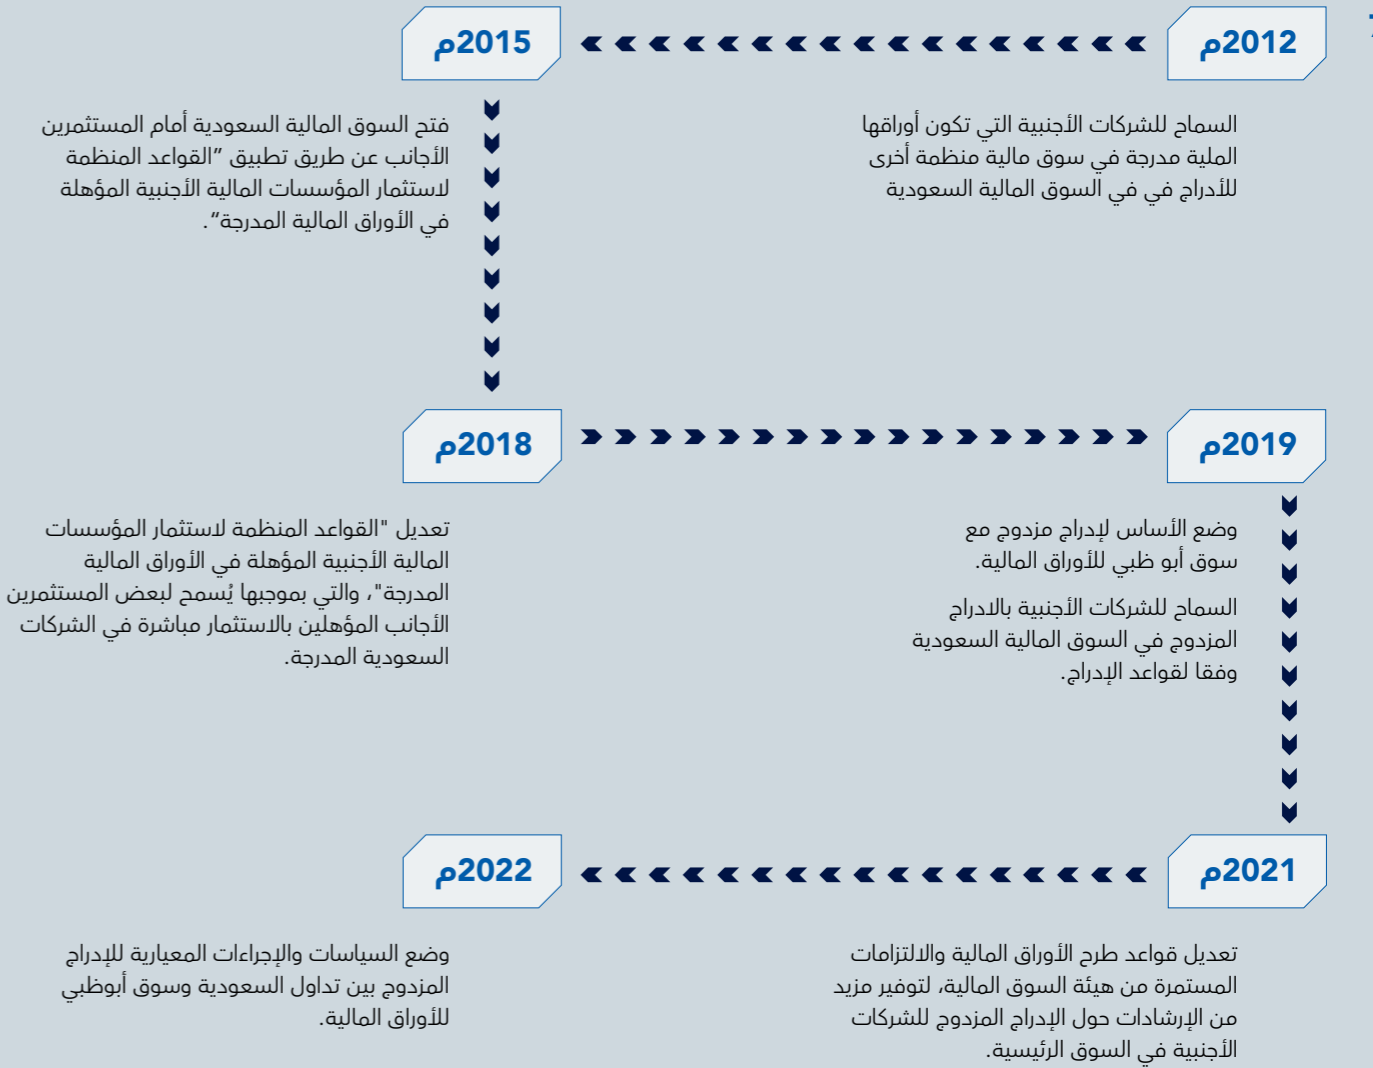 2012م
السماح للشركات الأجنبية التي تكون أوراقها
الملية مدرجة في سوق مالية منظمة أخرى
للأدراج في في السوق المالية السعودية
2015م
فتح السوق المالية السعودية أمام المستثمرين
الأجانب عن طريق تطبيق "القواعد المنظمة
لاستثمار المؤسسات المالية الأجنبية المؤهلة
في الأوراق المالية المدرجة".
2018م
تعديل "القواعد المنظمة لاستثمار المؤسسات
المالية الأجنبية المؤهلة في الأوراق المالية
المدرجة"، والتي بموجبها يُسمح لبعض المستثمرين
الأجانب المؤهلين بالاستثمار مباشرة في الشركات
السعودية المدرجة.
2019م
وضع الأساس لإدراج مزدوج مع
سوق أبو ظبي للأوراق المالية.
السماح للشركات الأجنبية بالادراج
المزدوج في السوق المالية السعودية
وفقا لقواعد الإدراج.
2021م
تعديل قواعد طرح الأوراق المالية والالتزامات
المستمرة من هيئة السوق المالية، لتوفير مزيد
من الإرشادات حول الإدراج المزدوج للشركات
الأجنبية في السوق الرئيسية.
2022م
وضع السياسات والإجراءات المعيارية للإدراج
المزدوج بين تداول السعودية وسوق أبوظبي
للأوراق المالية.